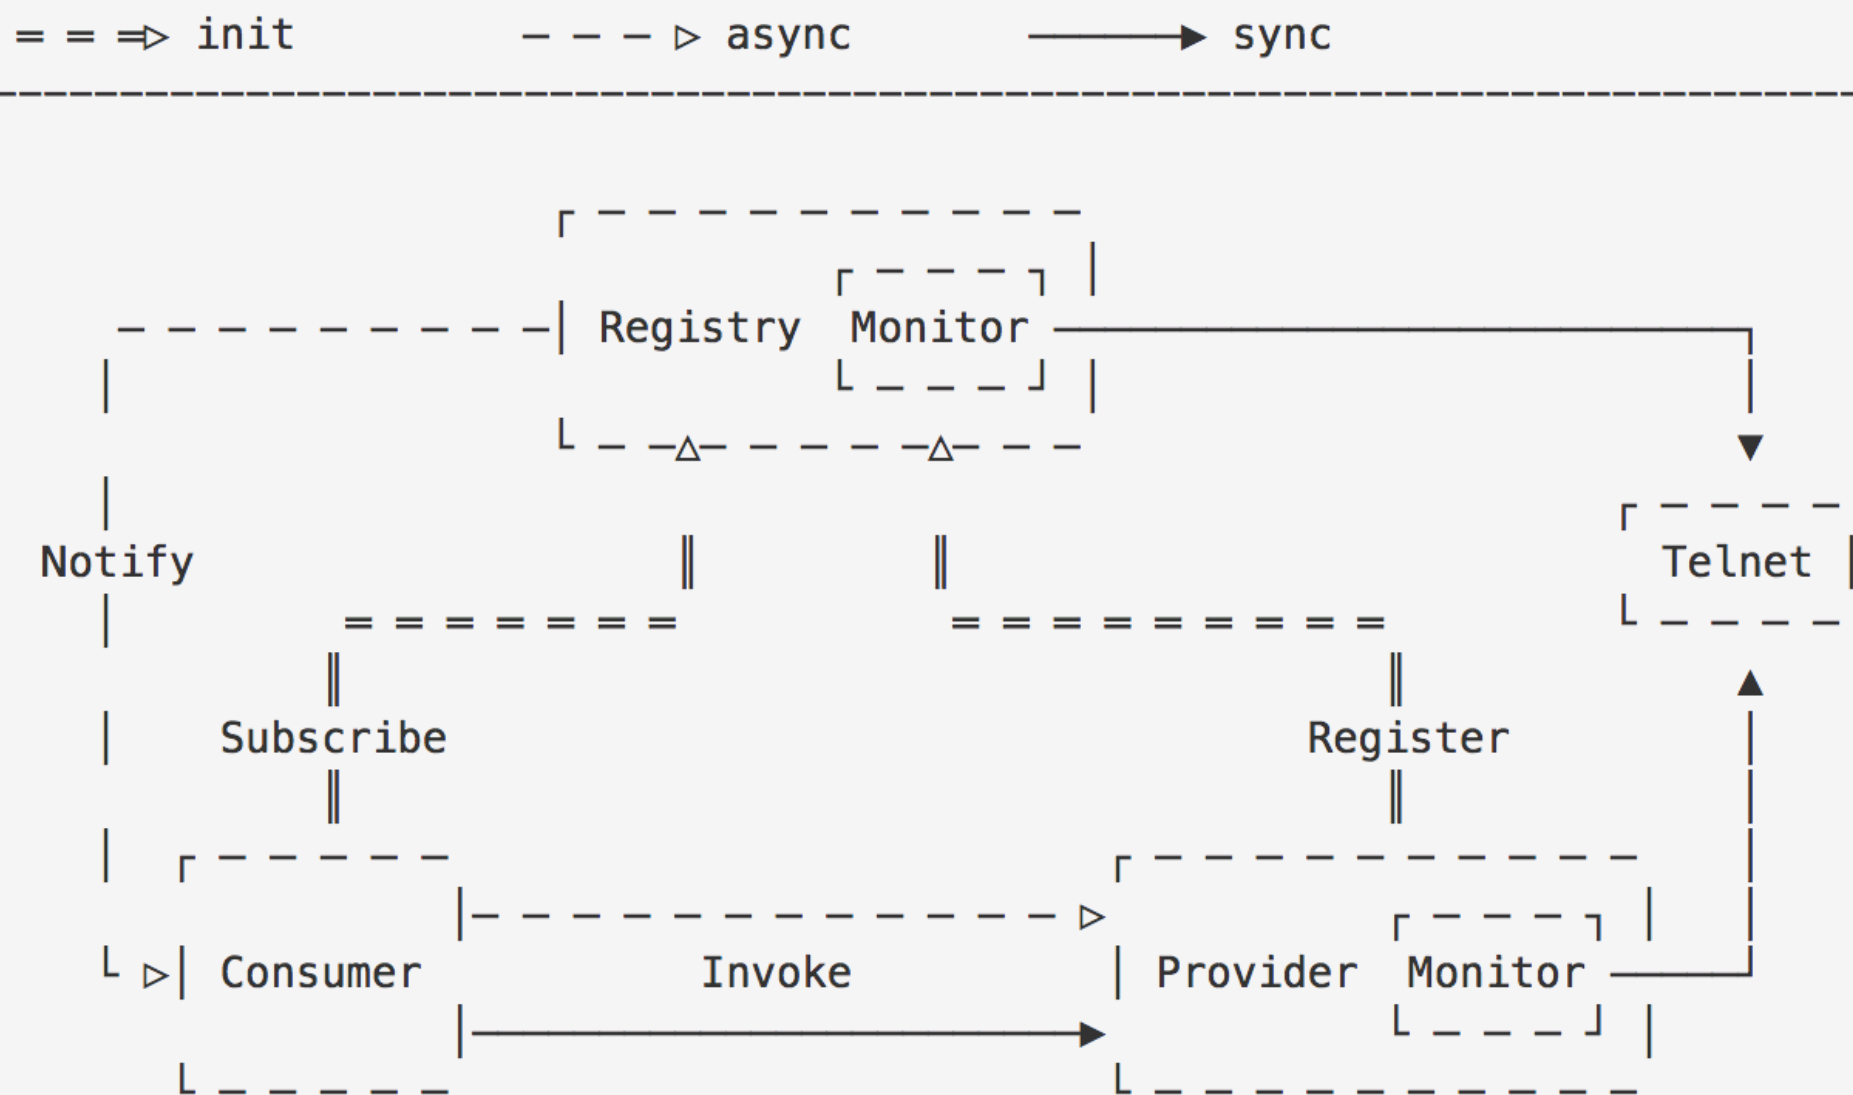 init async sync
Registry Monitor
Notify
Telnet
Subscribe
Register
Consumer
Invoke
Provider Monitor